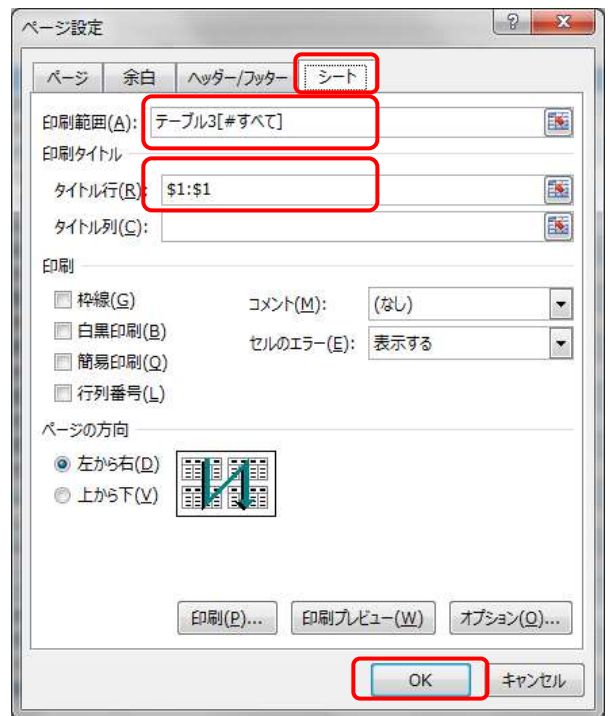 ページ設定
ページ 余白 ヘッダー/フッター シート
印刷範囲(A): テーブル3[#すべて]
印刷タイトル
タイトル行(R): $1:$1
タイトル列(C):
印刷
枠線(G) コメント(M): (なし)
白黒印刷(B) セルのエラー(E): 表示する
簡易印刷(Q)
行列番号(L)
ページの方向
左から右(D)
上から下(V)
印刷(P)... 印刷プレビュー(W) オプション(O)...
OK キャンセル